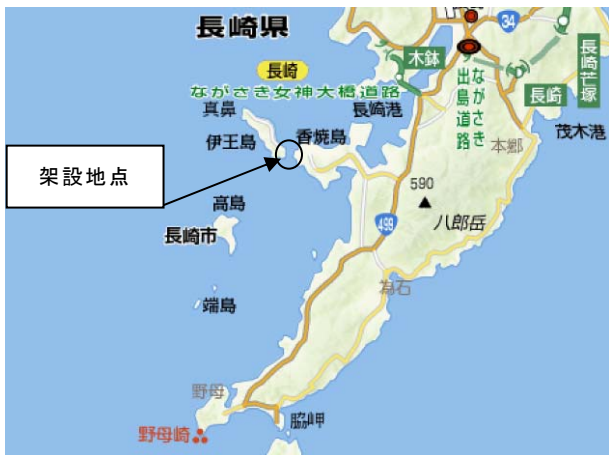 長崎県
34
長崎
木鉢
長崎芒塚
ながさき女神大橋道路
ながさき
出島道路
長崎
真鼻
長崎港
茂木港
伊王島
香焼島
本郷
架設地点
590
高島
499
八郎岳
長崎市
為石
端島
野母
脇岬
野母崎